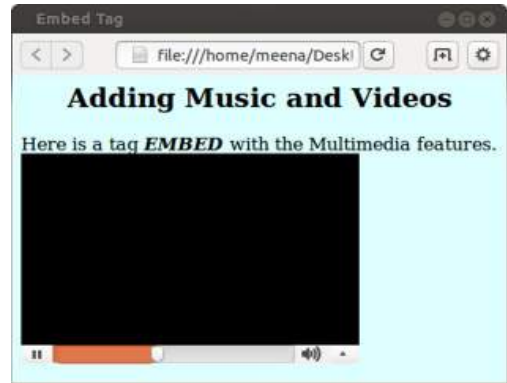 Embed Tag
file:///home/meena/Desk
Adding Music and Videos
Here is a tag EMBED with the Multimedia features.